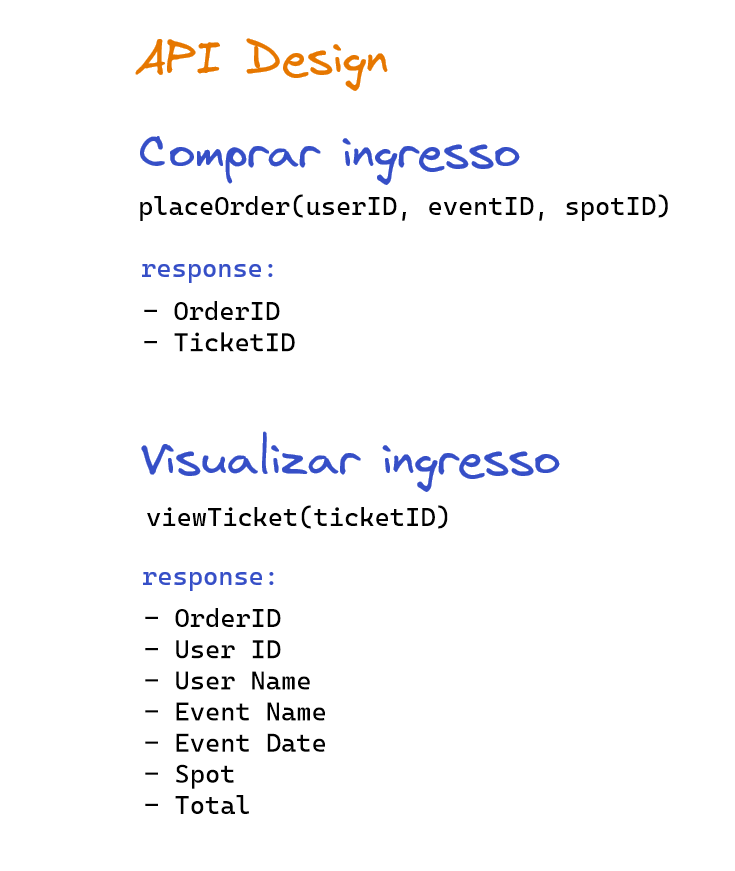 API Design
Comprar ingresso
placeOrder(userID, eventID, spotID)
response:
- OrderID
- TicketID
Visualizar ingresso
viewTicket(ticketID)
response:
- OrderID
- User ID
- User Name
- Event Name
- Event Date
- Spot
- Total